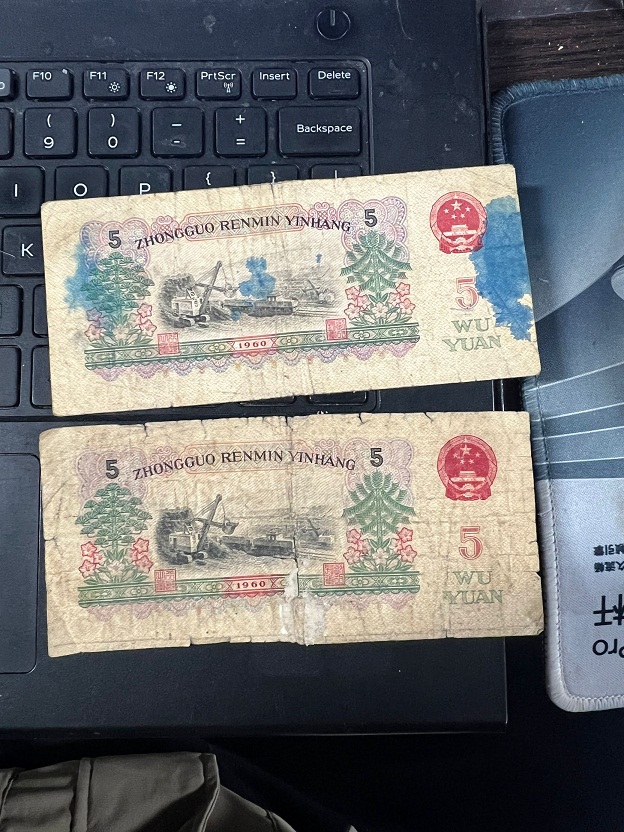 F10 F11 F12 PrtScr Insert Delete
( ) _ +
9 0 - = Backspace
I O P { }
K
5 ZHONGGUO RENMIN YINHANG 5
5
WU
YUAN
1960
5 ZHONGGUO RENMIN YINHANG 5
5
WU
YUAN
1960
Pro